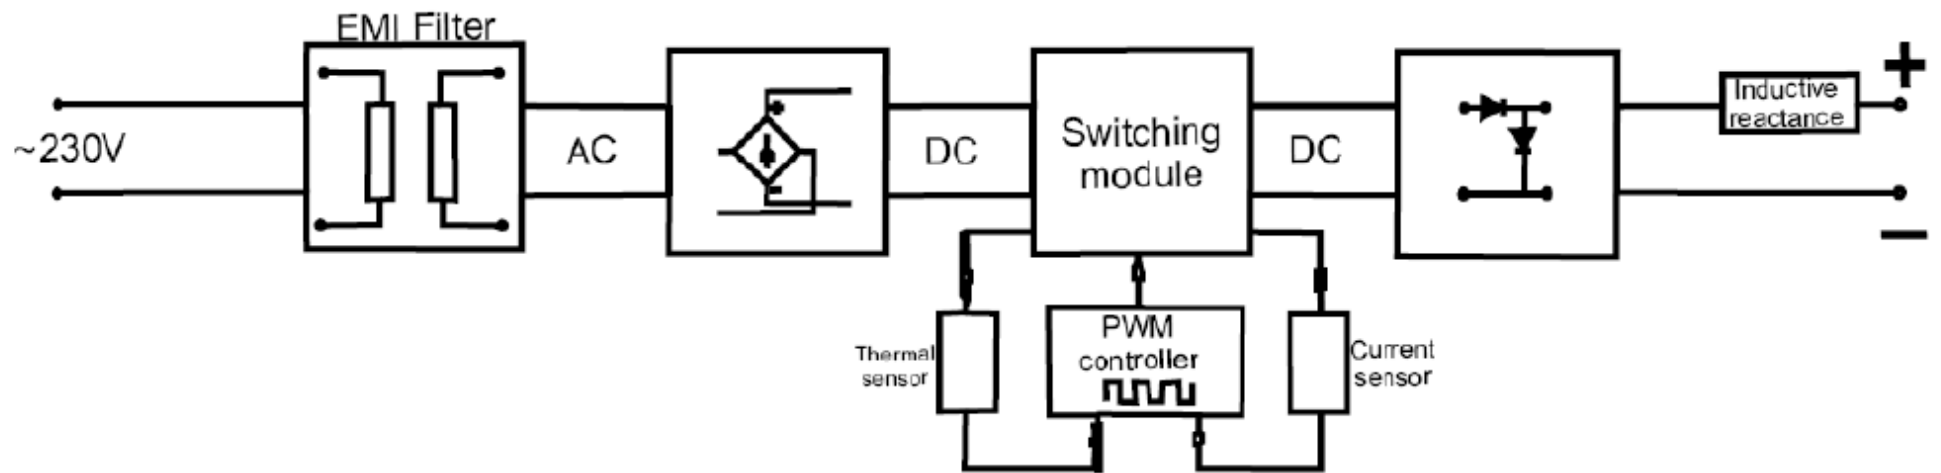 EMI Filter
~230V
AC
DC
Switching
module
DC
Inductive
reactance
+
−
Thermal
sensor
PWM
controller
Current
sensor